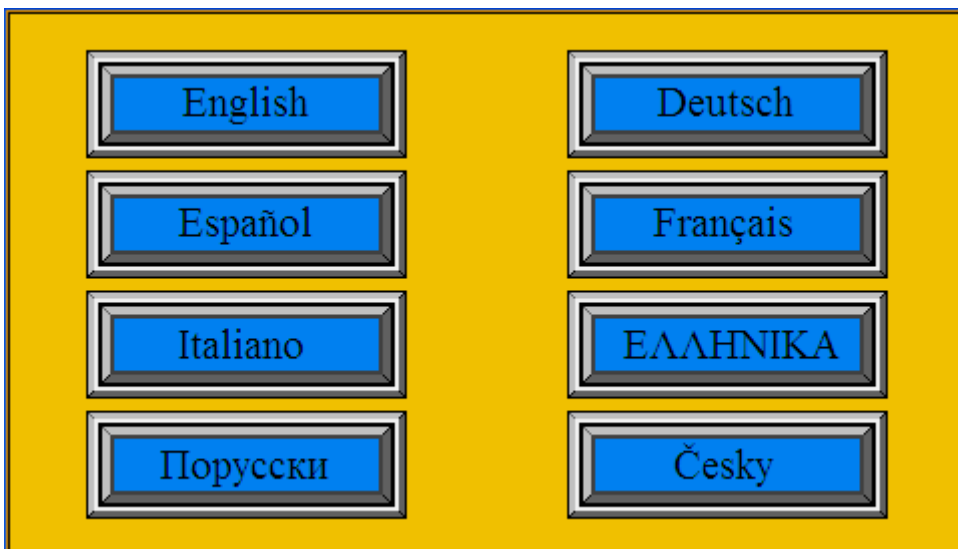 English
Deutsch
Español
Français
Italiano
ΕΛΛΗΝΙΚΑ
Порусски
Česky